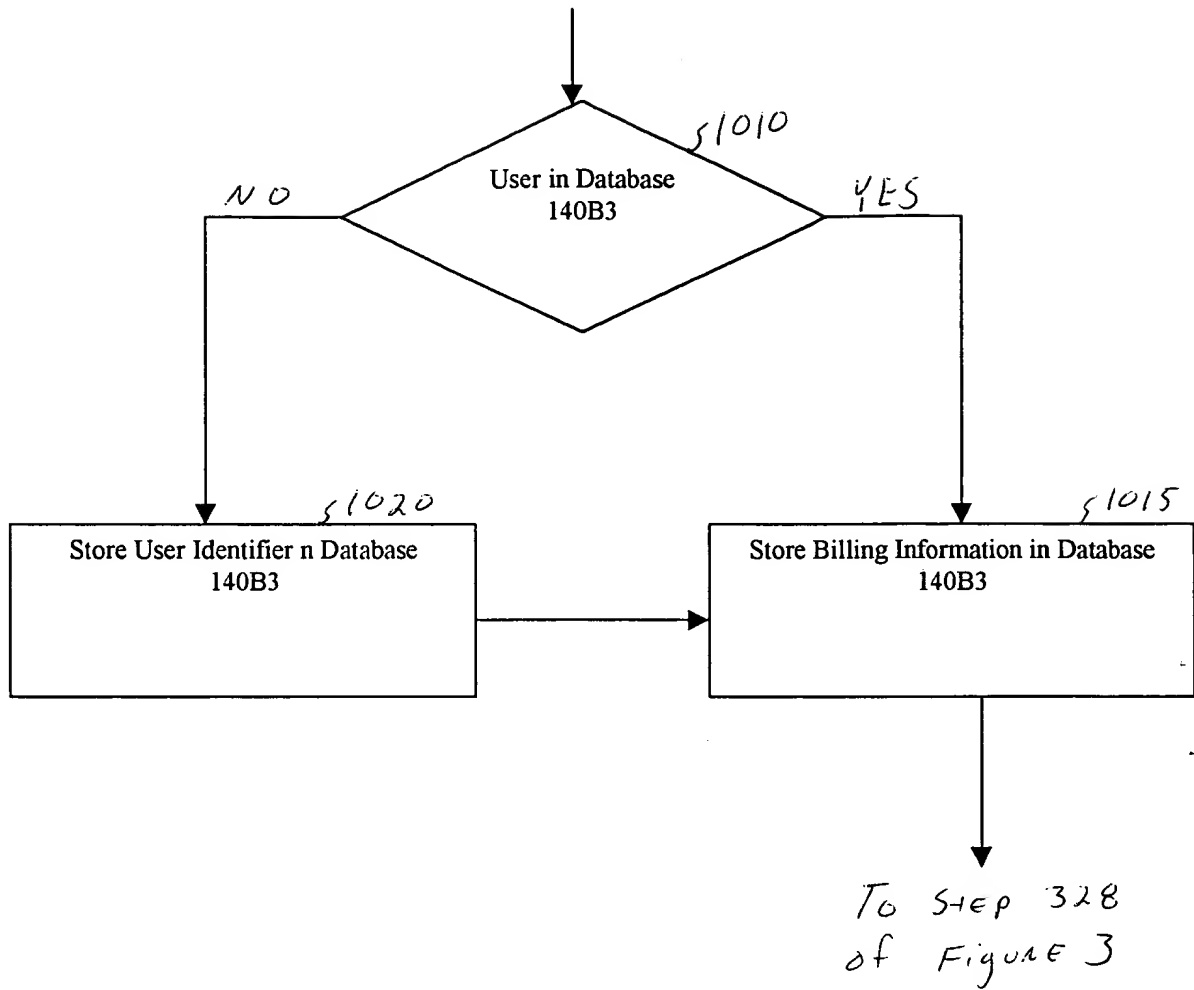 1010
User in Database
140B3
NO
YES
1020
Store User Identifier n Database
140B3
1015
Store Billing Information in Database
140B3
To Step 328
of Figure 3